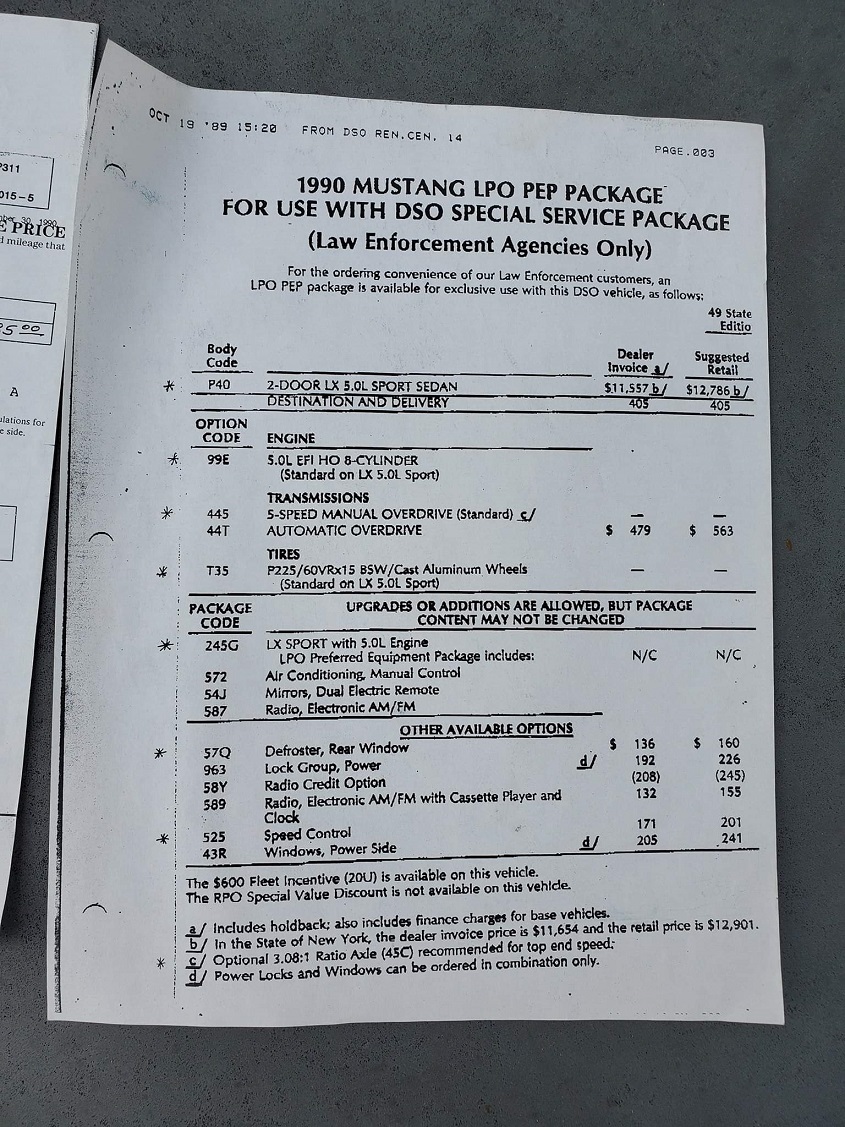 P311
015-5
mber 30, 1990
E PRICE
d mileage that
5 00
A
ulations for
e side.
OCT 19 '89 15:20 FROM DSO REN.CEN. 14
PAGE.003
1990 MUSTANG LPO PEP PACKAGE
FOR USE WITH DSO SPECIAL SERVICE PACKAGE
(Law Enforcement Agencies Only)
For the ordering convenience of our Law Enforcement customers, an
LPO PEP package is available for exclusive use with this DSO vehicle, as follows:
49 State
Editio
Body Code Dealer Invoice a/ Suggested Retail
* P40 2-DOOR LX 5.0L SPORT SEDAN $11,557 b/ $12,786 b/
DESTINATION AND DELIVERY 405 405
OPTION CODE ENGINE
* 99E 5.0L EFI HO 8-CYLINDER
(Standard on LX 5.0L Sport)
TRANSMISSIONS
* 445 5-SPEED MANUAL OVERDRIVE (Standard) c/ — —
44T AUTOMATIC OVERDRIVE $ 479 $ 563
TIRES
* T35 P225/60VRx15 BSW/Cast Aluminum Wheels — —
(Standard on LX 5.0L Sport)
PACKAGE CODE UPGRADES OR ADDITIONS ARE ALLOWED, BUT PACKAGE
CONTENT MAY NOT BE CHANGED
* 245G LX SPORT with 5.0L Engine
LPO Preferred Equipment Package includes: N/C N/C
572 Air Conditioning, Manual Control
54J Mirrors, Dual Electric Remote
587 Radio, Electronic AM/FM
OTHER AVAILABLE OPTIONS
* 57Q Defroster, Rear Window $ 136 $ 160
963 Lock Group, Power d/ 192 226
58Y Radio Credit Option (208) (245)
589 Radio, Electronic AM/FM with Cassette Player and 132 155
Clock
* 525 Speed Control 171 201
43R Windows, Power Side d/ 205 241
The $600 Fleet Incentive (20U) is available on this vehicle.
The RPO Special Value Discount is not available on this vehicle.
a/ Includes holdback; also includes finance charges for base vehicles.
b/ In the State of New York, the dealer invoice price is $11,654 and the retail price is $12,901.
* c/ Optional 3.08:1 Ratio Axle (45C) recommended for top end speed.
d/ Power Locks and Windows can be ordered in combination only.